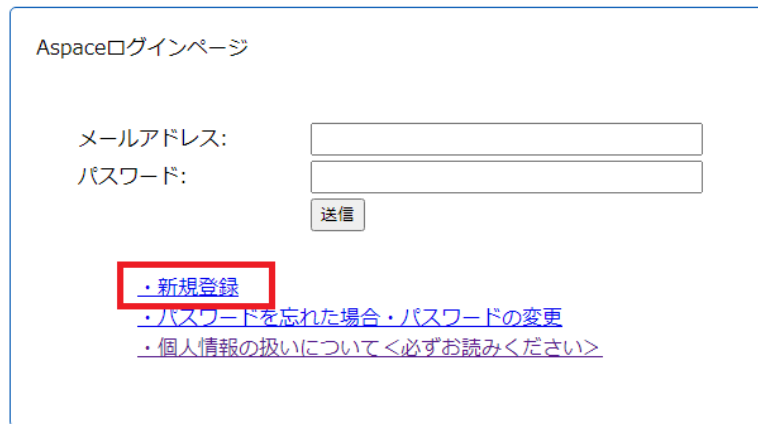 Aspaceログインページ
メールアドレス:
パスワード:
送信
・新規登録
・パスワードを忘れた場合・パスワードの変更
・個人情報の扱いについて＜必ずお読みください＞